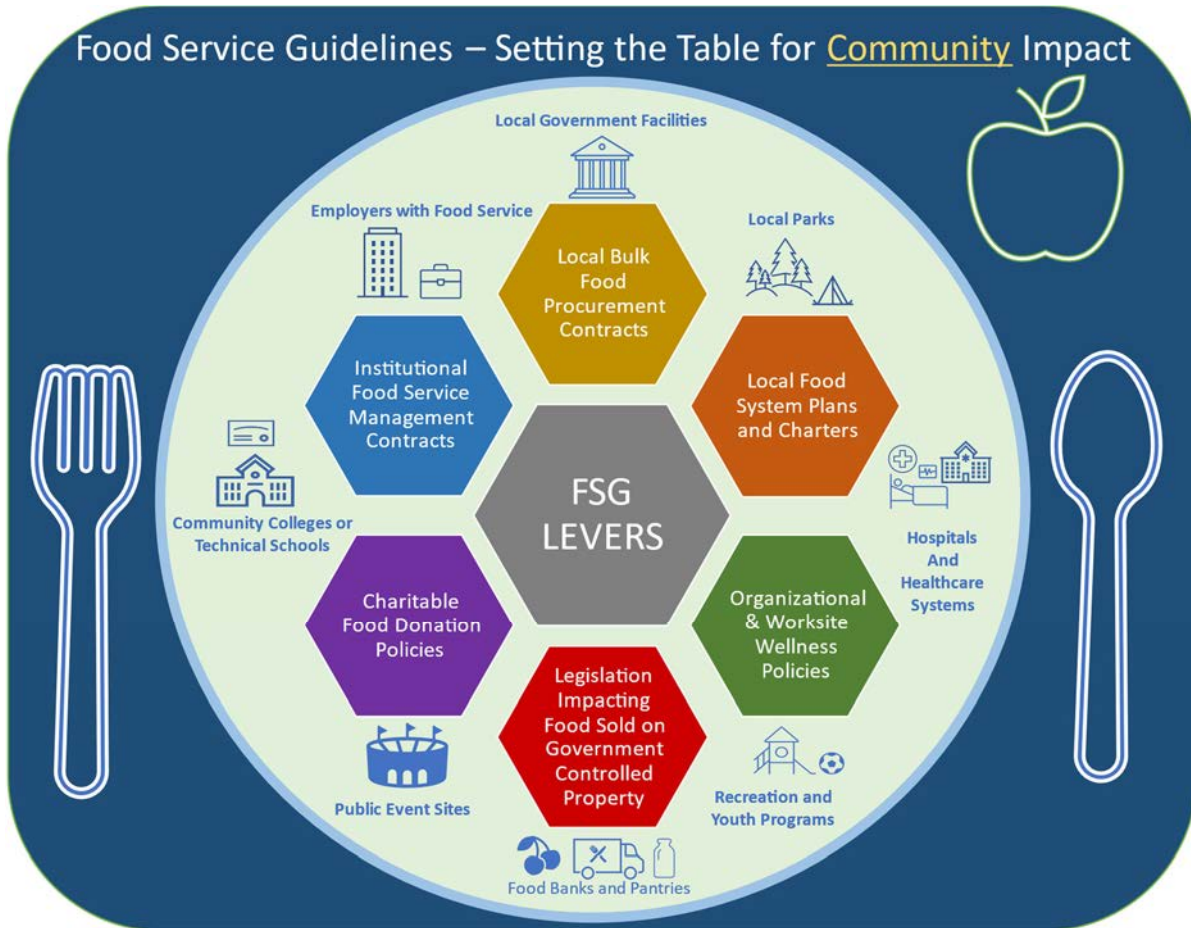 Food Service Guidelines – Setting the Table for Community Impact
Local Government Facilities
Employers with Food Service
Local Parks
Local Bulk
Food
Procurement
Contracts
Institutional
Food Service
Management
Contracts
Local Food
System Plans
and Charters
FSG
LEVERS
Community Colleges or
Technical Schools
Hospitals
And
Healthcare
Systems
Charitable
Food Donation
Policies
Organizational
& Worksite
Wellness
Policies
Legislation
Impacting
Food Sold on
Government
Controlled
Property
Public Event Sites
Recreation and
Youth Programs
Food Banks and Pantries